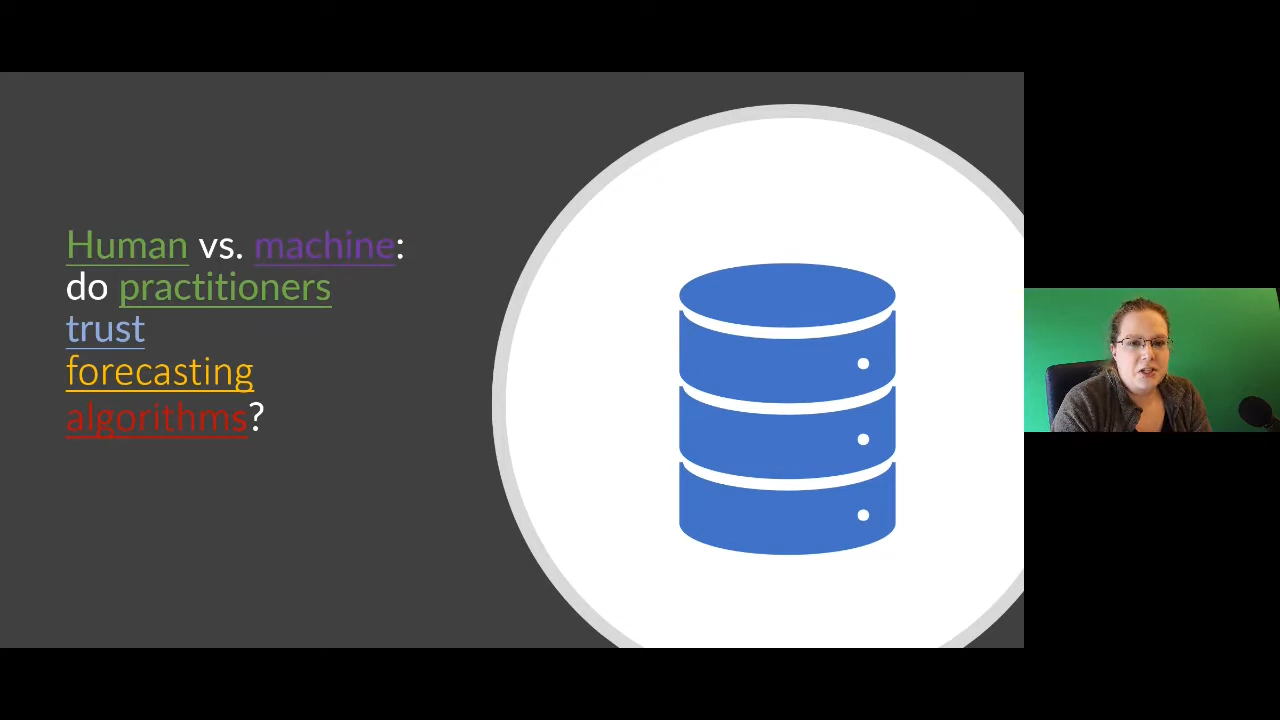 Human vs. machine:
do practitioners
trust
forecasting
algorithms?